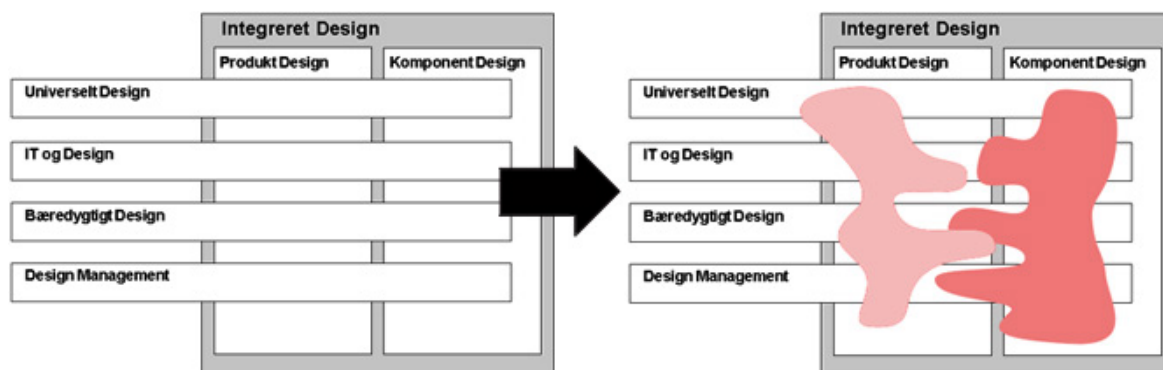 Integreret Design
Produkt Design
Komponent Design
Universelt Design
IT og Design
Bæredygtigt Design
Design Management
Integreret Design
Produkt Design
Komponent Design
Universelt Design
IT og Design
Bæredygtigt Design
Design Management